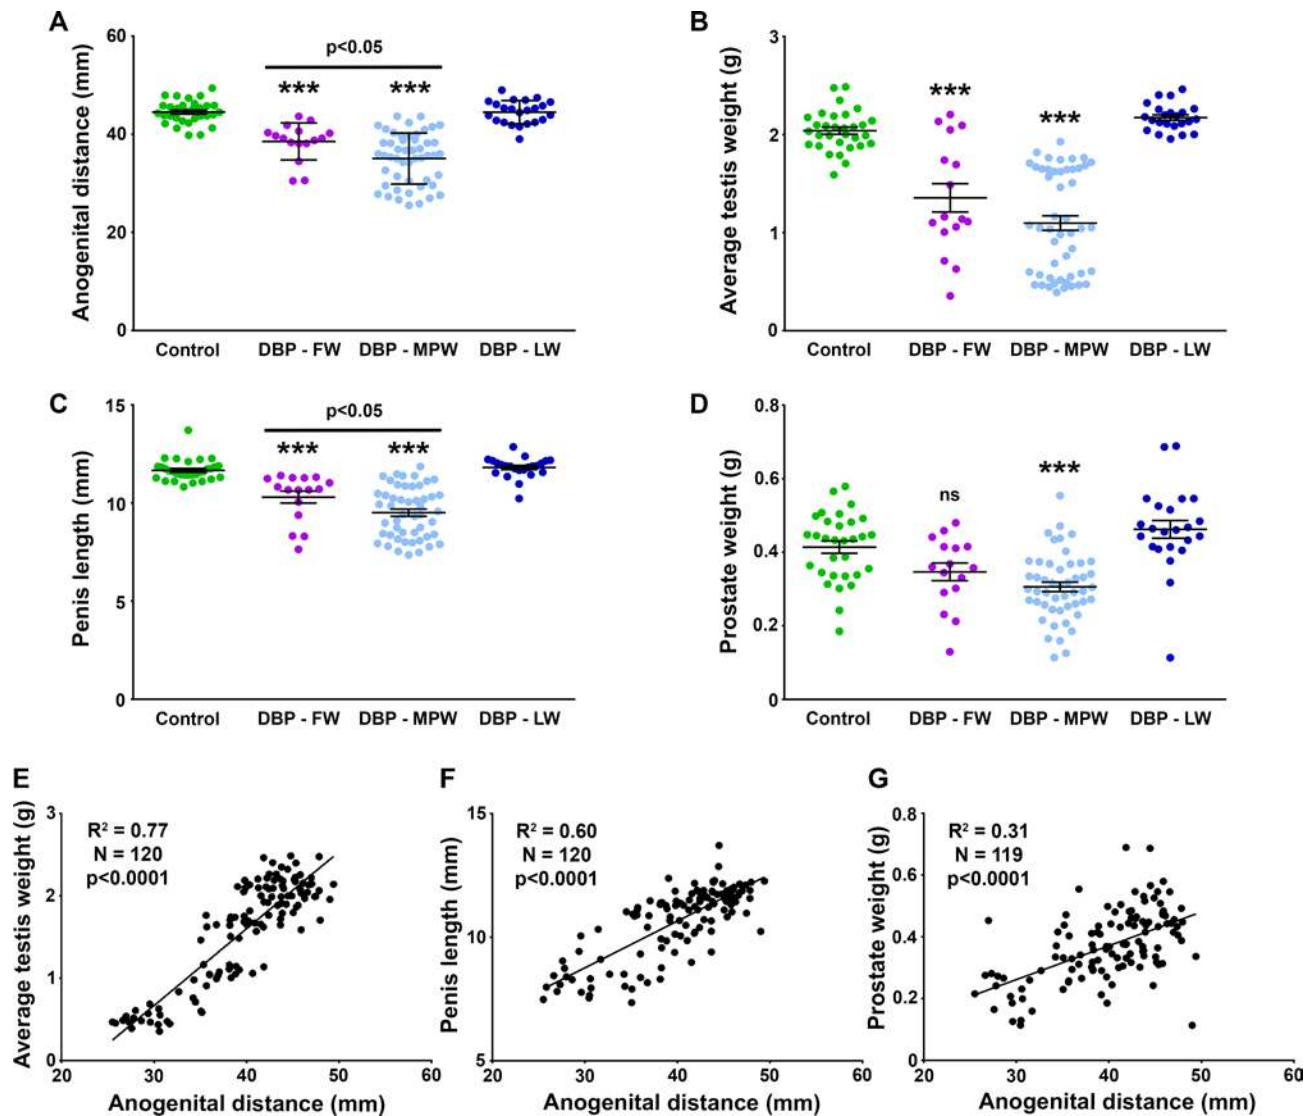 A
Anogenital distance (mm)
60
40
20
0
p<0.05
***
***
Control
DBP - FW
DBP - MPW
DBP - LW
B
Average testis weight (g)
3
2
1
0
***
***
Control
DBP - FW
DBP - MPW
DBP - LW
C
Penis length (mm)
15
10
5
0
p<0.05
***
***
Control
DBP - FW
DBP - MPW
DBP - LW
D
Prostate weight (g)
0.8
0.6
0.4
0.2
0
ns
***
Control
DBP - FW
DBP - MPW
DBP - LW
E
Average testis weight (g)
3
2
1
0
R² = 0.77
N = 120
p<0.0001
20
30
40
50
60
Anogenital distance (mm)
F
Penis length (mm)
15
10
5
R² = 0.60
N = 120
p<0.0001
20
30
40
50
60
Anogenital distance (mm)
G
Prostate weight (g)
0.8
0.6
0.4
0.2
0
R² = 0.31
N = 119
p<0.0001
20
30
40
50
60
Anogenital distance (mm)